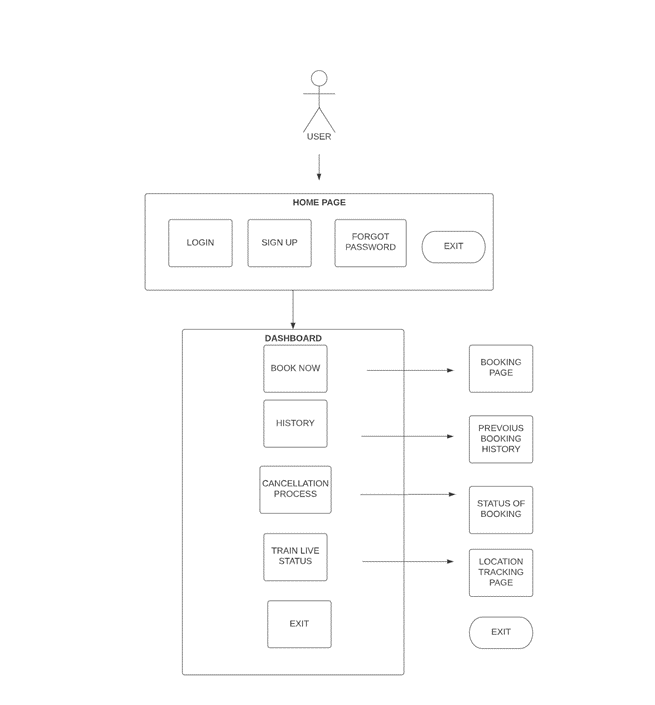 USER
HOME PAGE
LOGIN
SIGN UP
FORGOT
PASSWORD
EXIT
DASHBOARD
BOOK NOW
BOOKING
PAGE
HISTORY
PREVOIUS
BOOKING
HISTORY
CANCELLATION
PROCESS
STATUS OF
BOOKING
TRAIN LIVE
STATUS
LOCATION
TRACKING
PAGE
EXIT
EXIT